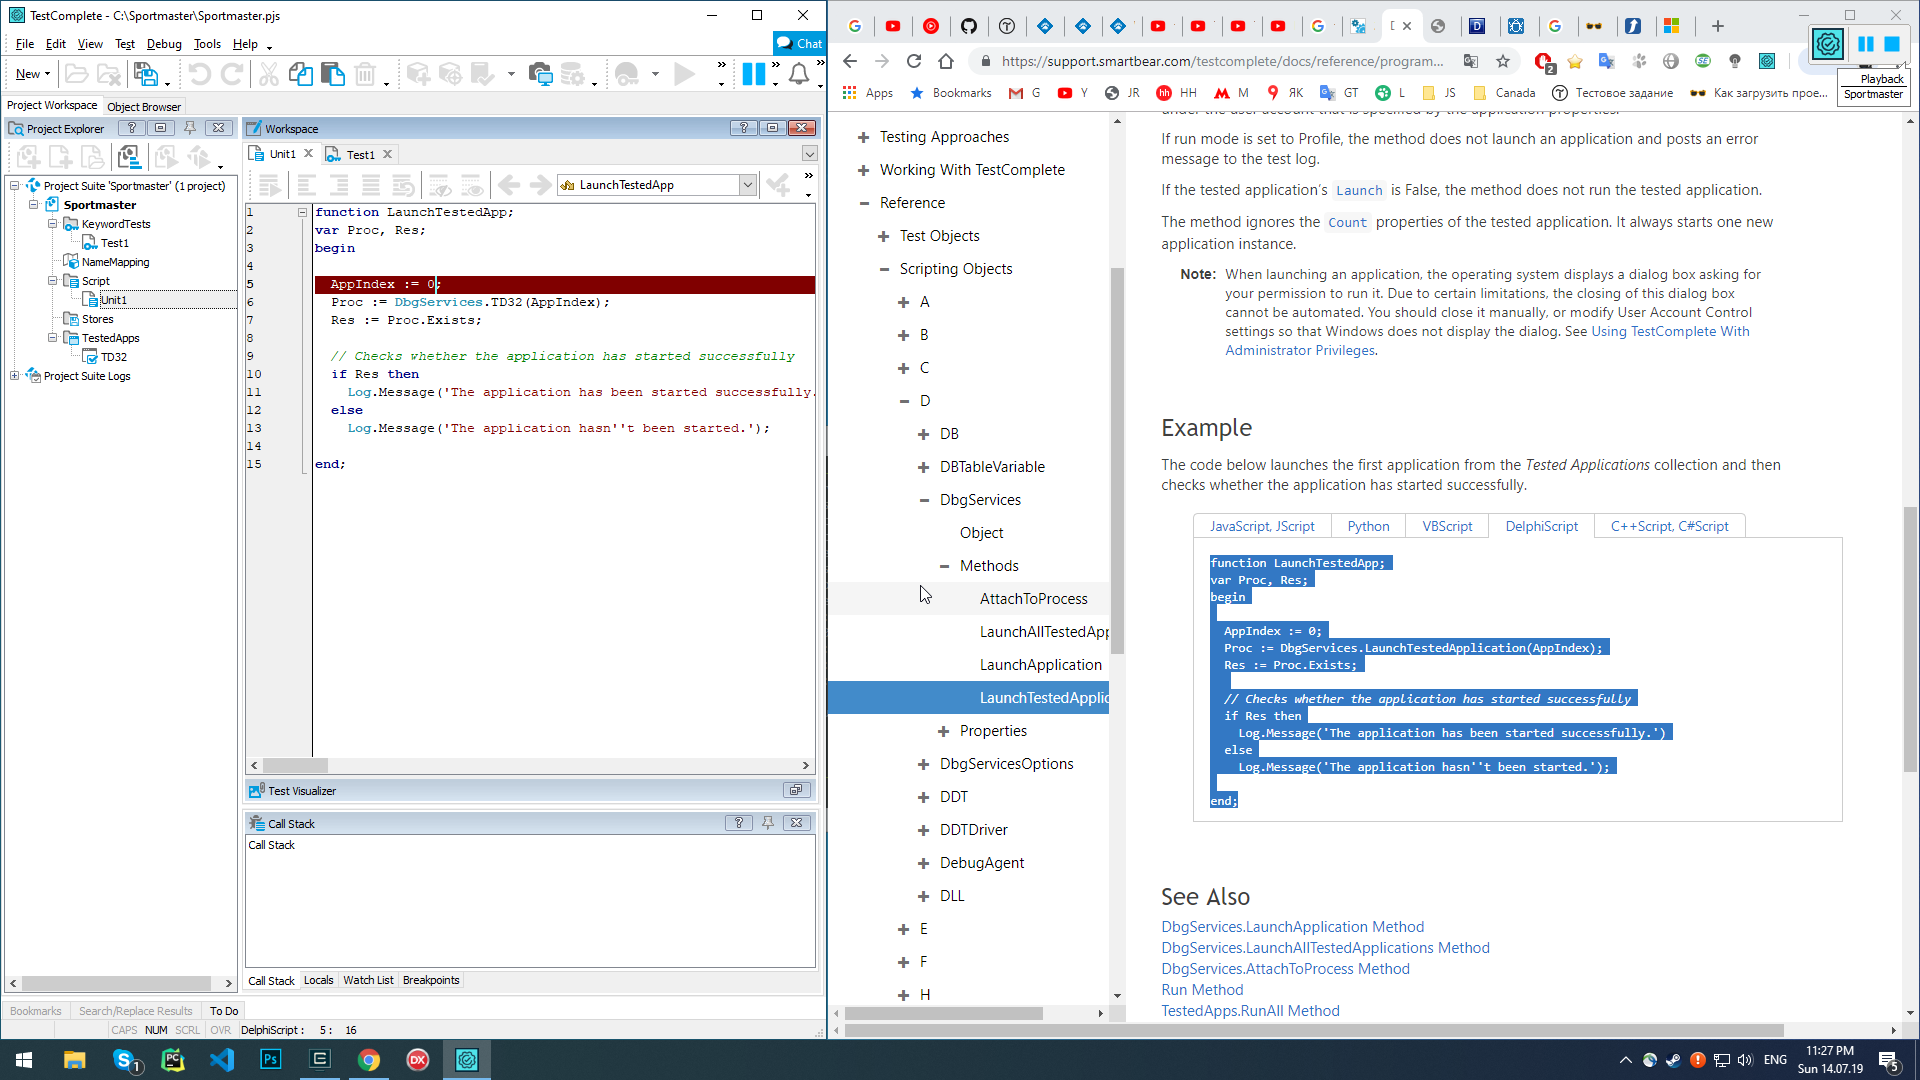 TestComplete - C:\Sportmaster\Sportmaster.pjs
File Edit View Test Debug Tools Help
Chat
New
Project Workspace Object Browser
Project Explorer
Project Suite 'Sportmaster' (1 project)
Sportmaster
KeywordTests
Test1
NameMapping
Script
Unit1
Stores
TestedApps
TD32
Project Suite Logs
Workspace
Unit1 Test1
LaunchTestedApp
1 function LaunchTestedApp;
2 var Proc, Res;
3 begin
4
5 AppIndex := 0;
6 Proc := DbgServices.TD32(AppIndex);
7 Res := Proc.Exists;
8
9 // Checks whether the application has started successfully
10 if Res then
11 Log.Message('The application has been started successfully.
12 else
13 Log.Message('The application hasn''t been started.');
14
15 end;
Test Visualizer
Call Stack
Call Stack
Call Stack Locals Watch List Breakpoints
Bookmarks Search/Replace Results To Do
CAPS NUM SCRL OVR DelphiScript : 5 : 16
https://support.smartbear.com/testcomplete/docs/reference/program...
2
Playback
Sportmaster
Apps Bookmarks G Y JR HH M ЯК GT L JS Canada Тестовое задание Как загрузить прое...
Testing Approaches
Working With TestComplete
Reference
Test Objects
Scripting Objects
A
B
C
D
DB
DBTableVariable
DbgServices
Object
Methods
AttachToProcess
LaunchAllTestedApp
LaunchApplication
LaunchTestedApplic
Properties
DbgServicesOptions
DDT
DDTDriver
DebugAgent
DLL
E
F
H
under the user account that is specified by the application properties.
If run mode is set to Profile, the method does not launch an application and posts an error
message to the test log.
If the tested application's Launch is False, the method does not run the tested application.
The method ignores the Count properties of the tested application. It always starts one new
application instance.
Note: When launching an application, the operating system displays a dialog box asking for
your permission to run it. Due to certain limitations, the closing of this dialog box
cannot be automated. You should close it manually, or modify User Account Control
settings so that Windows does not display the dialog. See Using TestComplete With
Administrator Privileges.
Example
The code below launches the first application from the Tested Applications collection and then
checks whether the application has started successfully.
JavaScript, JScript Python VBScript DelphiScript C++Script, C#Script
function LaunchTestedApp;
var Proc, Res;
begin
AppIndex := 0;
Proc := DbgServices.LaunchTestedApplication(AppIndex);
Res := Proc.Exists;
// Checks whether the application has started successfully
if Res then
Log.Message('The application has been started successfully.')
else
Log.Message('The application hasn''t been started.');
end;
See Also
DbgServices.LaunchApplication Method
DbgServices.LaunchAllTestedApplications Method
DbgServices.AttachToProcess Method
Run Method
TestedApps.RunAll Method
1
Ps
DX
ENG
11:27 PM
Sun 14.07.19
5